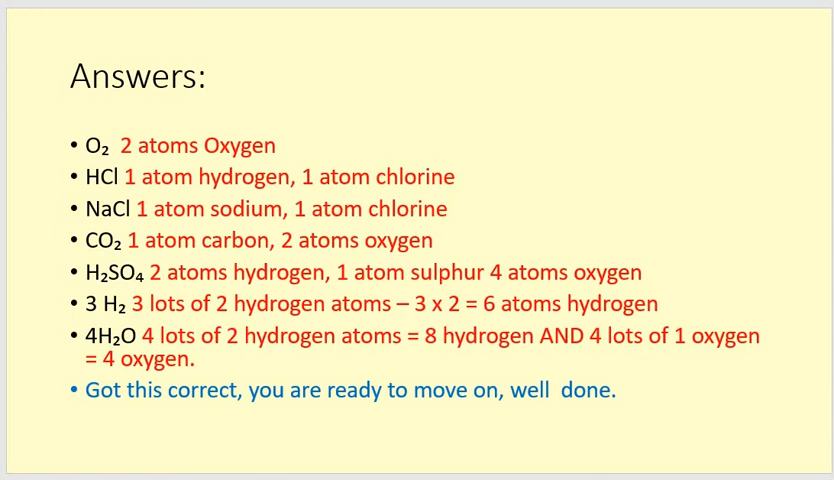 Answers:
• O₂ 2 atoms Oxygen
• HCl 1 atom hydrogen, 1 atom chlorine
• NaCl 1 atom sodium, 1 atom chlorine
• CO₂ 1 atom carbon, 2 atoms oxygen
• H₂SO₄ 2 atoms hydrogen, 1 atom sulphur 4 atoms oxygen
• 3 H₂ 3 lots of 2 hydrogen atoms – 3 x 2 = 6 atoms hydrogen
• 4H₂O 4 lots of 2 hydrogen atoms = 8 hydrogen AND 4 lots of 1 oxygen
= 4 oxygen.
• Got this correct, you are ready to move on, well done.